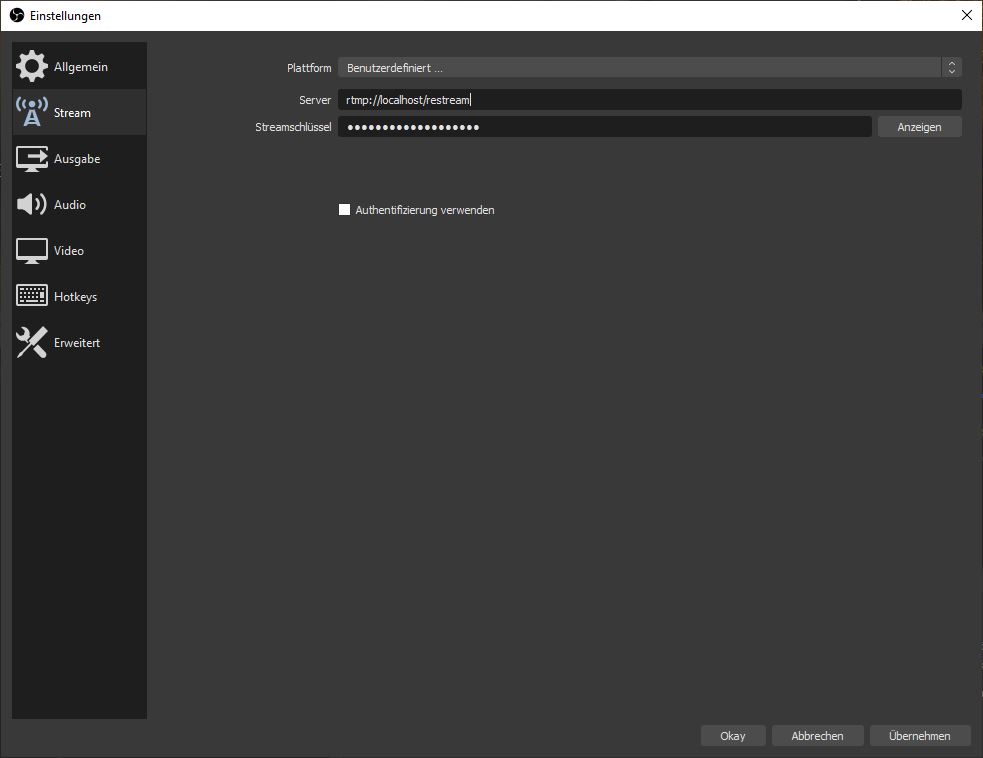 Einstellungen
Allgemein
Stream
Ausgabe
Audio
Video
Hotkeys
Erweitert
Plattform Benutzerdefiniert ...
Server rtmp://localhost/restream
Streamschlüssel ●●●●●●●●●●●●●●●●●●● Anzeigen
Authentifizierung verwenden
Okay Abbrechen Übernehmen